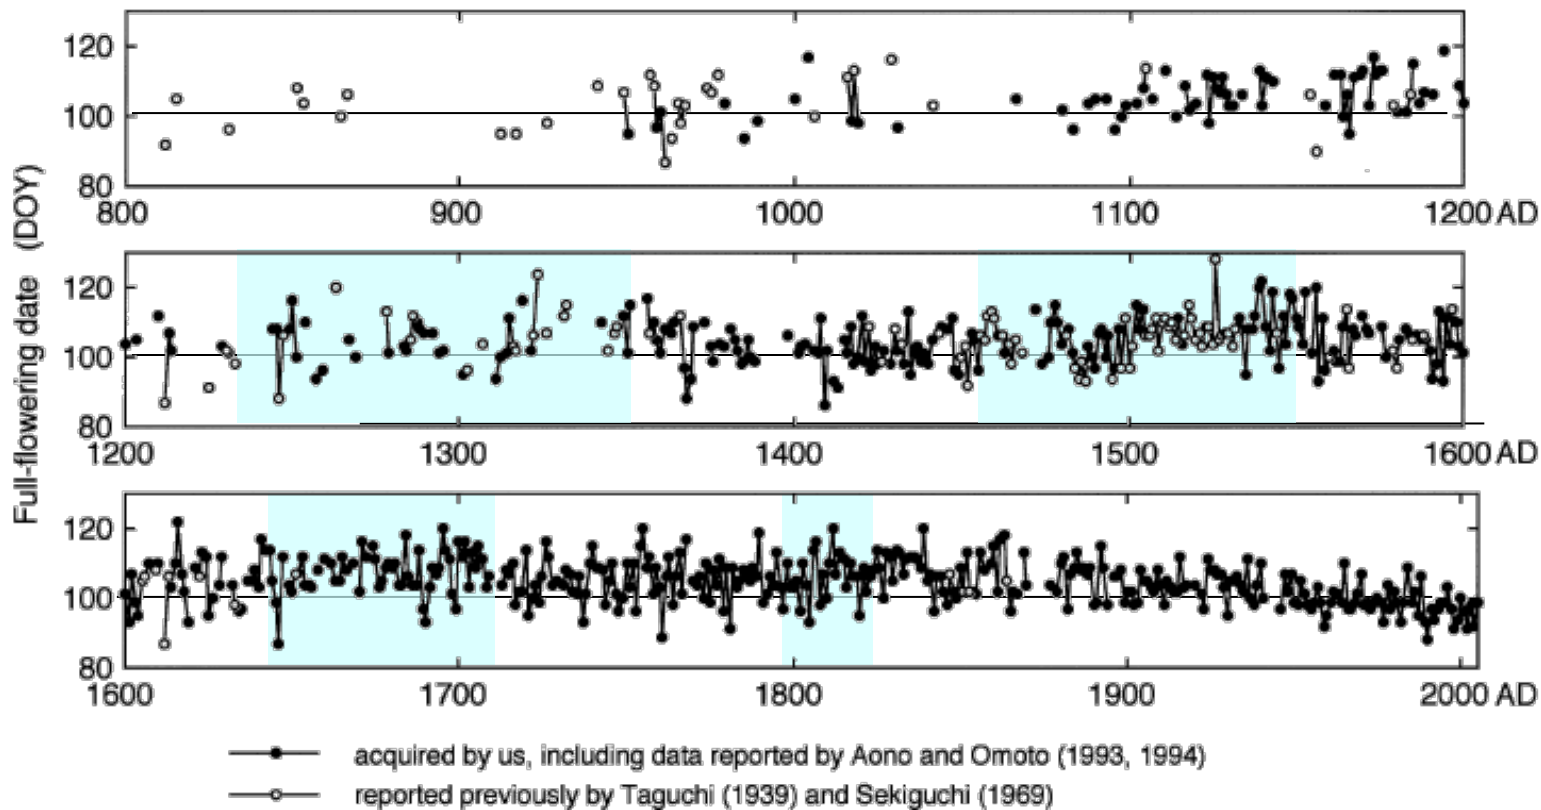 Full-flowering date (DOY)
120
100
80
800 900 1000 1100 1200 AD
120
100
80
1200 1300 1400 1500 1600 AD
120
100
80
1600 1700 1800 1900 2000 AD
acquired by us, including data reported by Aono and Omoto (1993, 1994)
reported previously by Taguchi (1939) and Sekiguchi (1969)